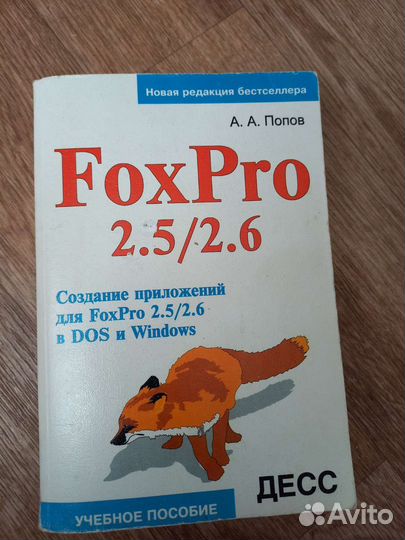 Новая редакция бестселлера
А. А. Попов
FoxPro
2.5/2.6
Создание приложений
для FoxPro 2.5/2.6
в DOS и Windows
ДЕСС
УЧЕБНОЕ ПОСОБИЕ
Avito